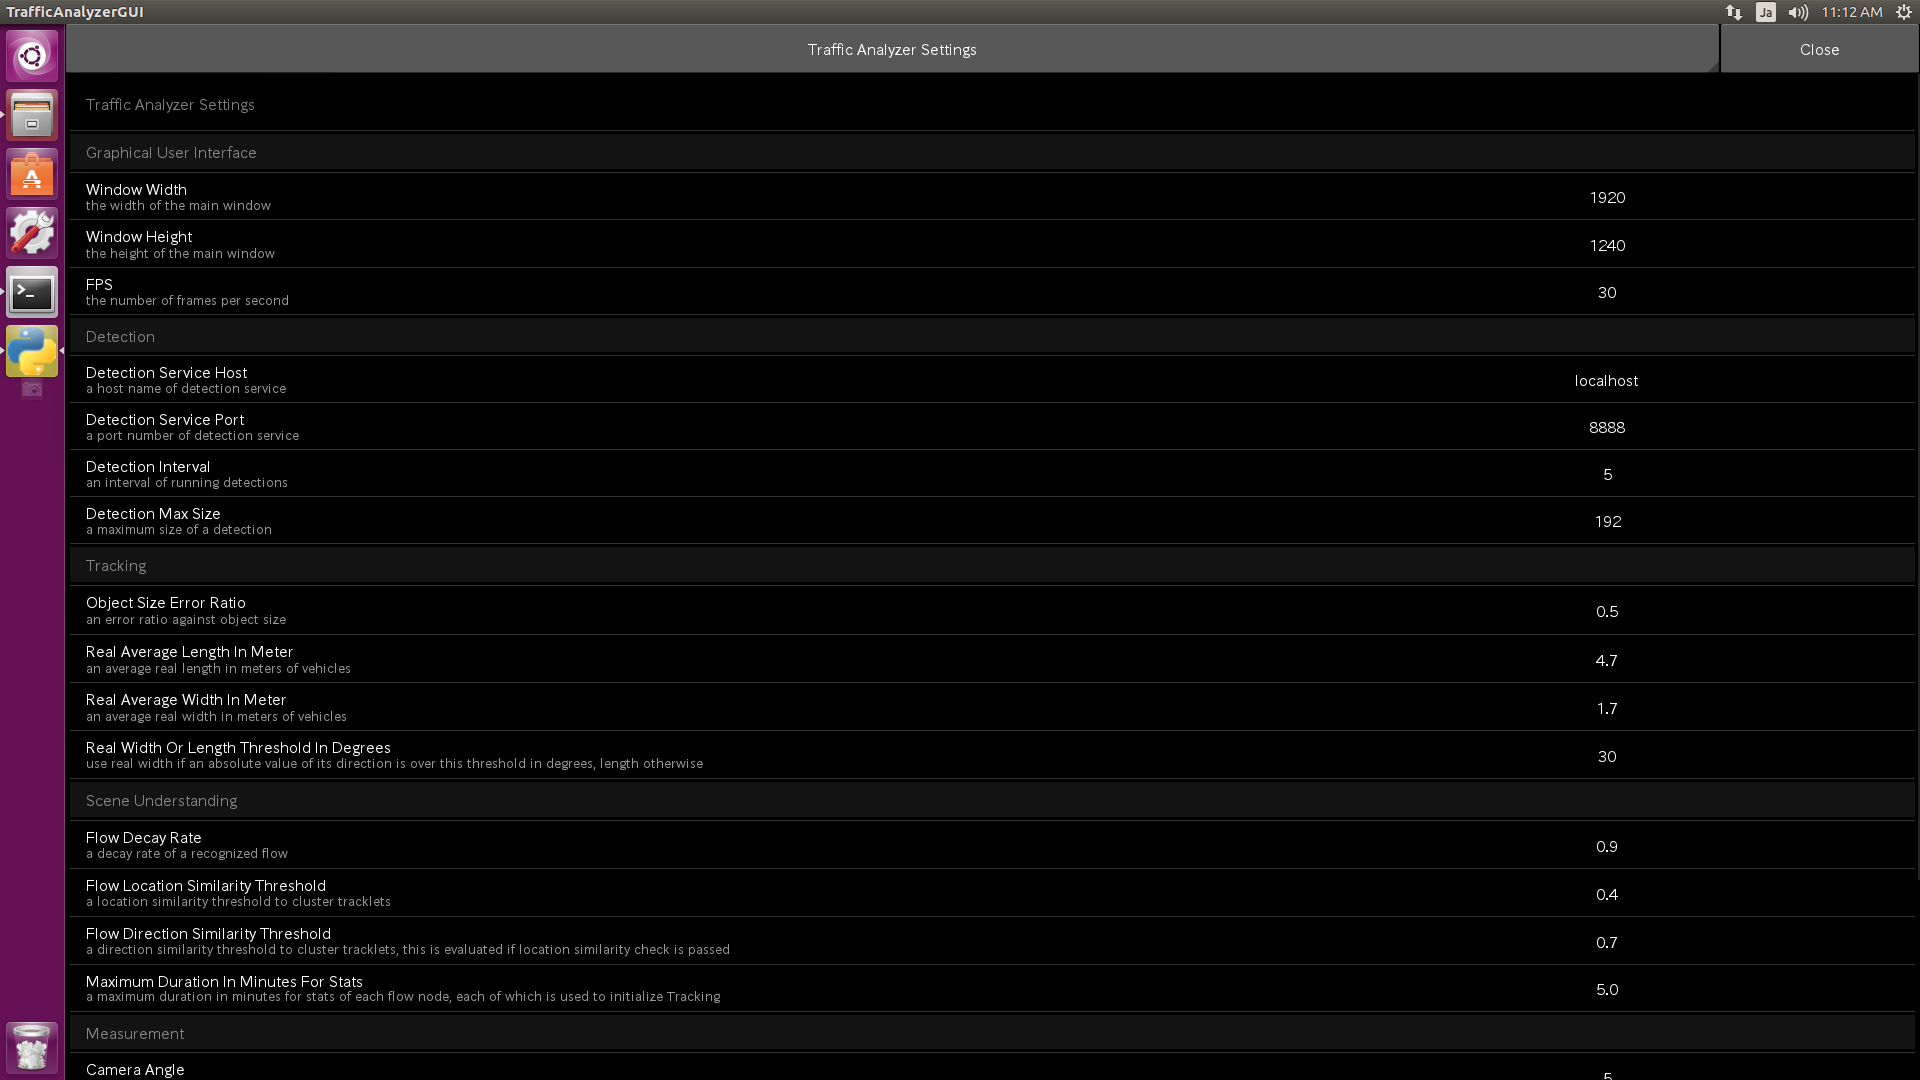 TrafficAnalyzerGUI
Ja
11:12 AM
Traffic Analyzer Settings
Close
Traffic Analyzer Settings
Graphical User Interface
Window Width
the width of the main window
1920
Window Height
the height of the main window
1240
FPS
the number of frames per second
30
Detection
Detection Service Host
a host name of detection service
localhost
Detection Service Port
a port number of detection service
8888
Detection Interval
an interval of running detections
5
Detection Max Size
a maximum size of a detection
192
Tracking
Object Size Error Ratio
an error ratio against object size
0.5
Real Average Length In Meter
an average real length in meters of vehicles
4.7
Real Average Width In Meter
an average real width in meters of vehicles
1.7
Real Width Or Length Threshold In Degrees
use real width if an absolute value of its direction is over this threshold in degrees, length otherwise
30
Scene Understanding
Flow Decay Rate
a decay rate of a recognized flow
0.9
Flow Location Similarity Threshold
a location similarity threshold to cluster tracklets
0.4
Flow Direction Similarity Threshold
a direction similarity threshold to cluster tracklets, this is evaluated if location similarity check is passed
0.7
Maximum Duration In Minutes For Stats
a maximum duration in minutes for stats of each flow node, each of which is used to initialize Tracking
5.0
Measurement
Camera Angle
5